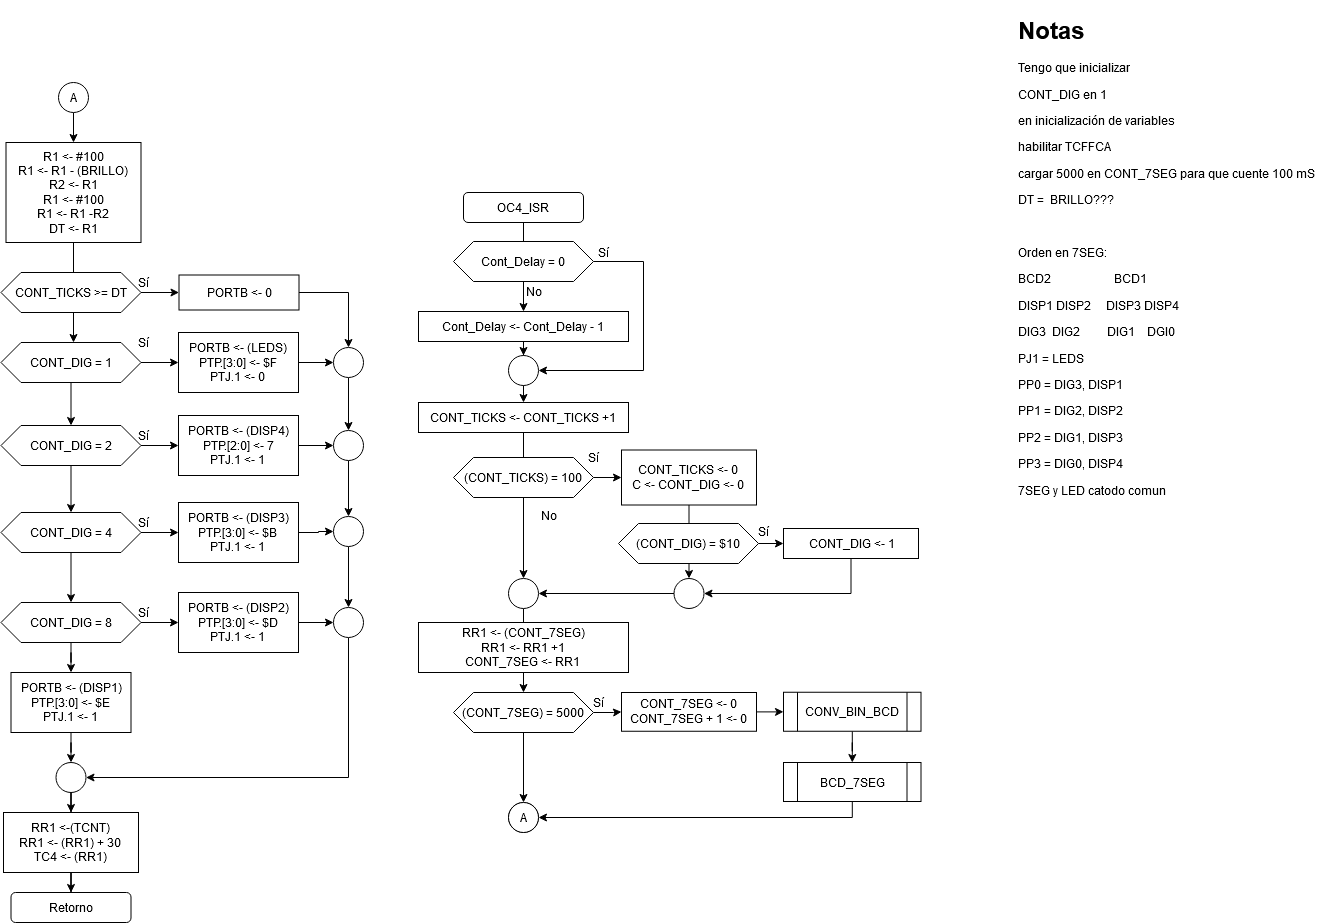 A
R1 <- #100
R1 <- R1 - (BRILLO)
R2 <- R1
R1 <- #100
R1 <- R1 -R2
DT <- R1
CONT_TICKS >= DT
Sí
PORTB <- 0
CONT_DIG = 1
Sí
PORTB <- (LEDS)
PTP.[3:0] <- $F
PTJ.1 <- 0
CONT_DIG = 2
Sí
PORTB <- (DISP4)
PTP.[2:0] <- 7
PTJ.1 <- 1
CONT_DIG = 4
Sí
PORTB <- (DISP3)
PTP.[3:0] <- $B
PTJ.1 <- 1
CONT_DIG = 8
Sí
PORTB <- (DISP2)
PTP.[3:0] <- $D
PTJ.1 <- 1
PORTB <- (DISP1)
PTP.[3:0] <- $E
PTJ.1 <- 1
RR1 <-(TCNT)
RR1 <- (RR1) + 30
TC4 <- (RR1)
Retorno
OC4_ISR
Cont_Delay = 0
Sí
No
Cont_Delay <- Cont_Delay - 1
CONT_TICKS <- CONT_TICKS +1
(CONT_TICKS) = 100
Sí
No
CONT_TICKS <- 0
C <- CONT_DIG <- 0
(CONT_DIG) = $10
Sí
CONT_DIG <- 1
RR1 <- (CONT_7SEG)
RR1 <- RR1 +1
CONT_7SEG <- RR1
(CONT_7SEG) = 5000
Sí
CONT_7SEG <- 0
CONT_7SEG + 1 <- 0
CONV_BIN_BCD
BCD_7SEG
A
Notas
Tengo que inicializar
CONT_DIG en 1
en inicialización de variables
habilitar TCFFCA
cargar 5000 en CONT_7SEG para que cuente 100 mS
DT = BRILLO???
Orden en 7SEG:
BCD2 BCD1
DISP1 DISP2 DISP3 DISP4
DIG3 DIG2 DIG1 DGI0
PJ1 = LEDS
PP0 = DIG3, DISP1
PP1 = DIG2, DISP2
PP2 = DIG1, DISP3
PP3 = DIG0, DISP4
7SEG y LED catodo comun